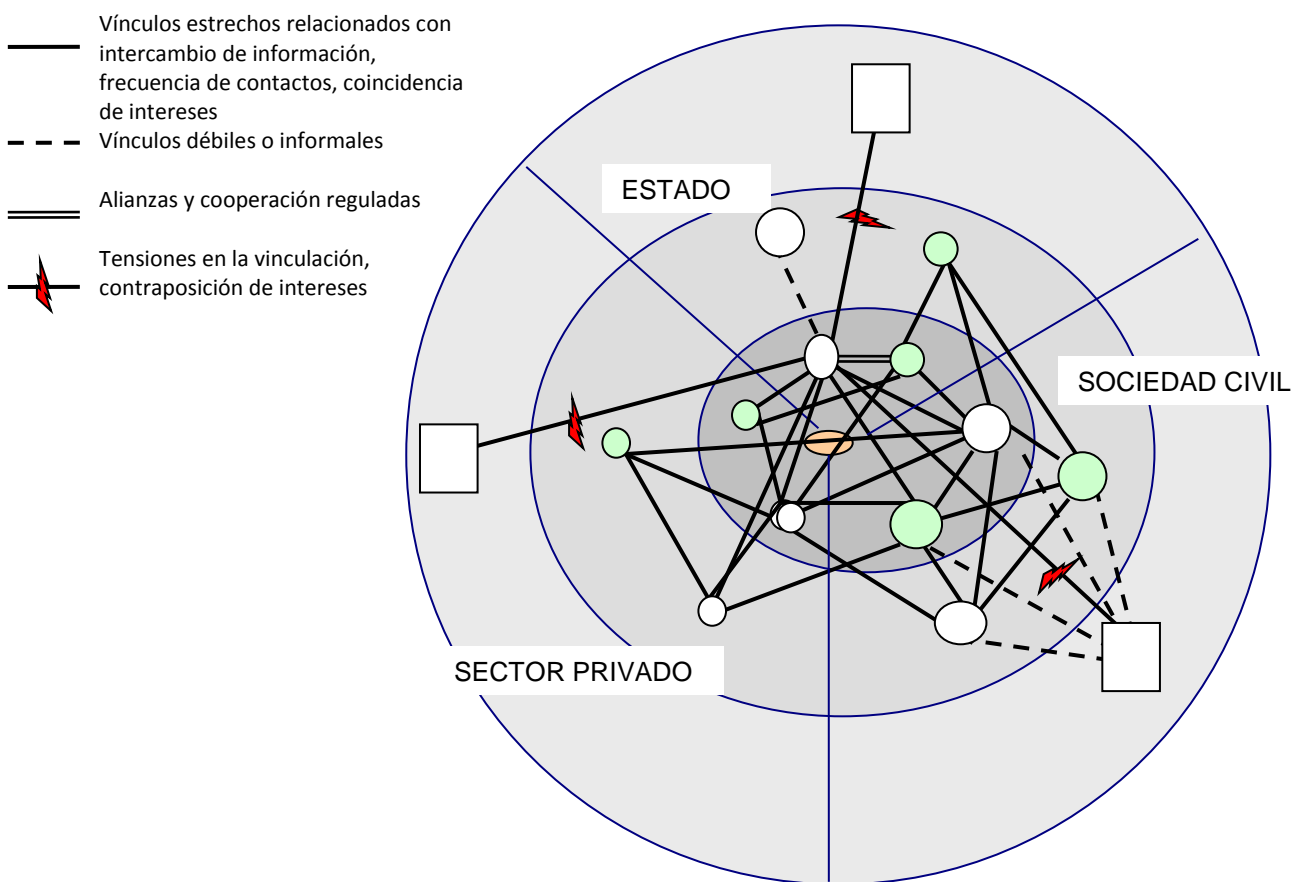 Vínculos estrechos relacionados con
intercambio de información,
frecuencia de contactos, coincidencia
de intereses
Vínculos débiles o informales
Alianzas y cooperación reguladas
Tensiones en la vinculación,
contraposición de intereses
ESTADO
SOCIEDAD CIVIL
SECTOR PRIVADO